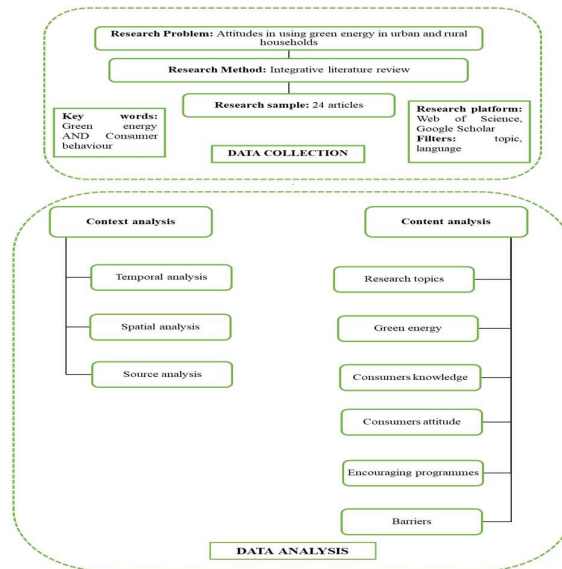 Research Problem: Attitudes in using green energy in urban and rural
households
Research Method: Integrative literature review
Research sample: 24 articles
Key words:
Green energy
AND Consumer
behaviour
Research platform:
Web of Science,
Google Scholar
Filters: topic,
language
DATA COLLECTION
Context analysis
Temporal analysis
Spatial analysis
Source analysis
Content analysis
Research topics
Green energy
Consumers knowledge
Consumers attitude
Encouraging programmes
Barriers
DATA ANALYSIS